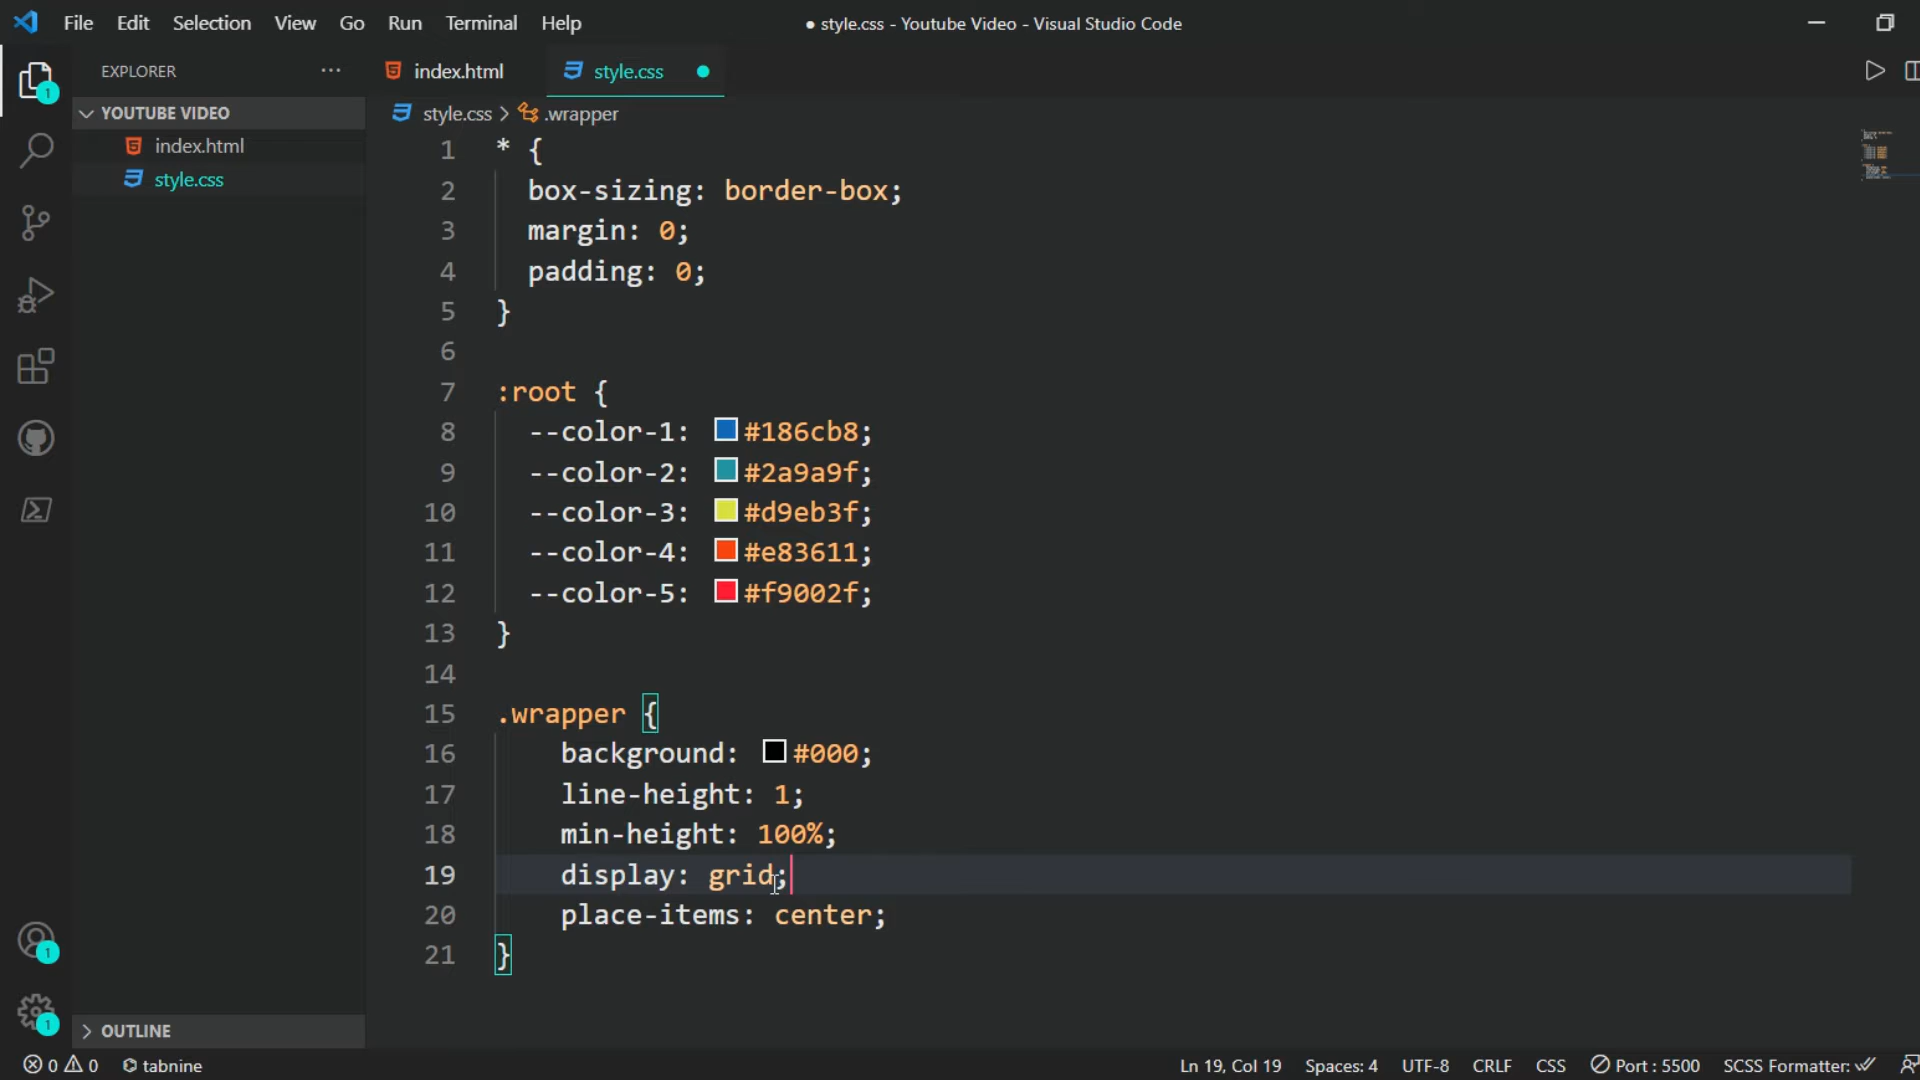 File Edit Selection View Go Run Terminal Help
● style.css - Youtube Video - Visual Studio Code
EXPLORER ···
index.html
style.css ●
YOUTUBE VIDEO
index.html
style.css
style.css > .wrapper
1 * {
2 box-sizing: border-box;
3 margin: 0;
4 padding: 0;
5 }
6
7 :root {
8 --color-1: #186cb8;
9 --color-2: #2a9a9f;
10 --color-3: #d9eb3f;
11 --color-4: #e83611;
12 --color-5: #f9002f;
13 }
14
15 .wrapper {
16 background: #000;
17 line-height: 1;
18 min-height: 100%;
19 display: grid;
20 place-items: center;
21 }
1
1
1
OUTLINE
0 0 tabnine
Ln 19, Col 19 Spaces: 4 UTF-8 CRLF CSS Port : 5500 SCSS Formatter: